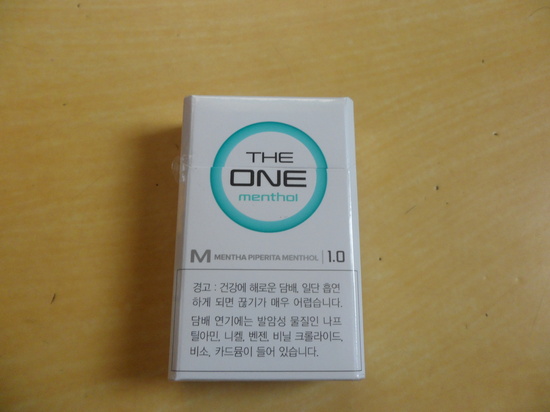 THE
ONE
menthol
M MENTHA PIPERITA MENTHOL | 1.0
경고 : 건강에 해로운 담배, 일단 흡연
하게 되면 끊기가 매우 어렵습니다.
담배 연기에는 발암성 물질인 나프
틸아민, 니켈, 벤젠, 비닐 크롤라이드,
비소, 카드뮴이 들어 있습니다.